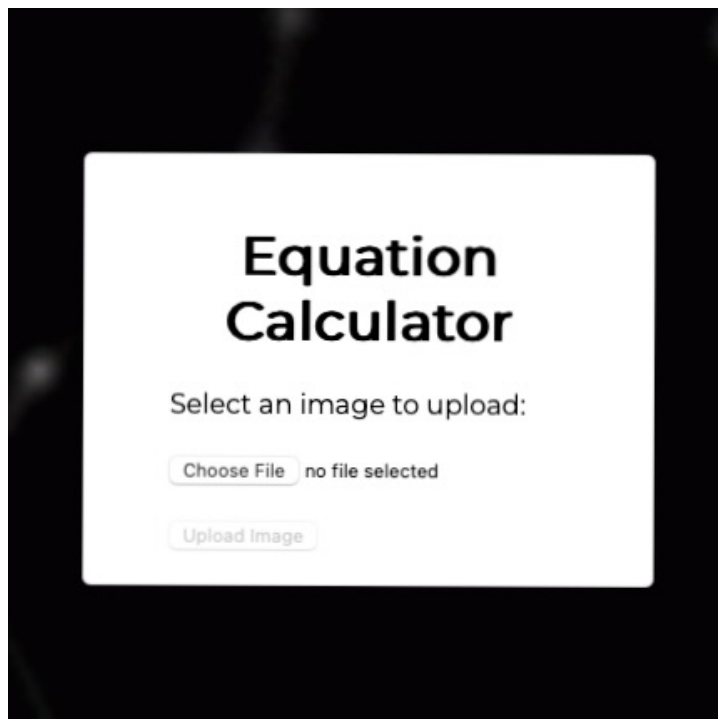 Equation
Calculator
Select an image to upload:
Choose File no file selected
Upload Image